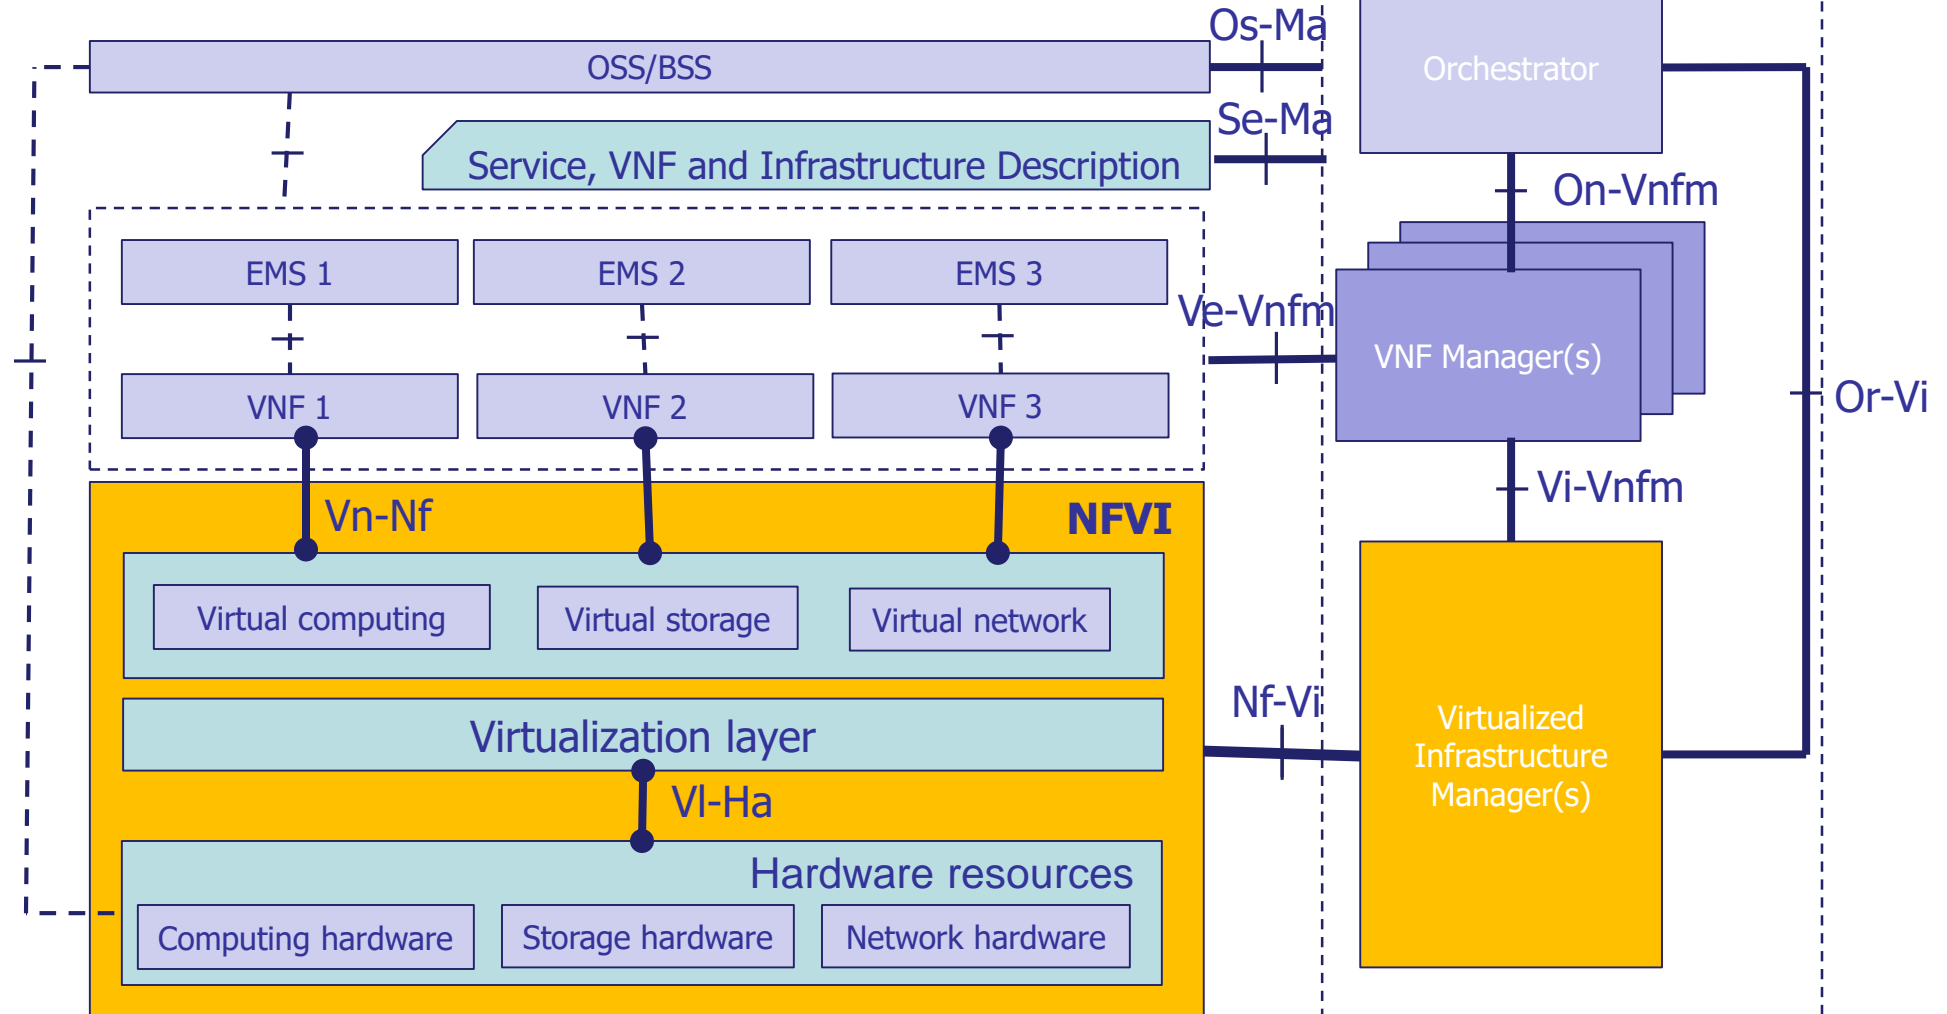 Os-Ma
OSS/BSS
Orchestrator
Se-Ma
Service, VNF and Infrastructure Description
On-Vnfm
EMS 1
EMS 2
EMS 3
Ve-Vnfm
VNF Manager(s)
VNF 1
VNF 2
VNF 3
Or-Vi
Vi-Vnfm
Vn-Nf
NFVI
Virtual computing
Virtual storage
Virtual network
Nf-Vi
Virtualized
Infrastructure
Manager(s)
Virtualization layer
Vl-Ha
Hardware resources
Computing hardware
Storage hardware
Network hardware